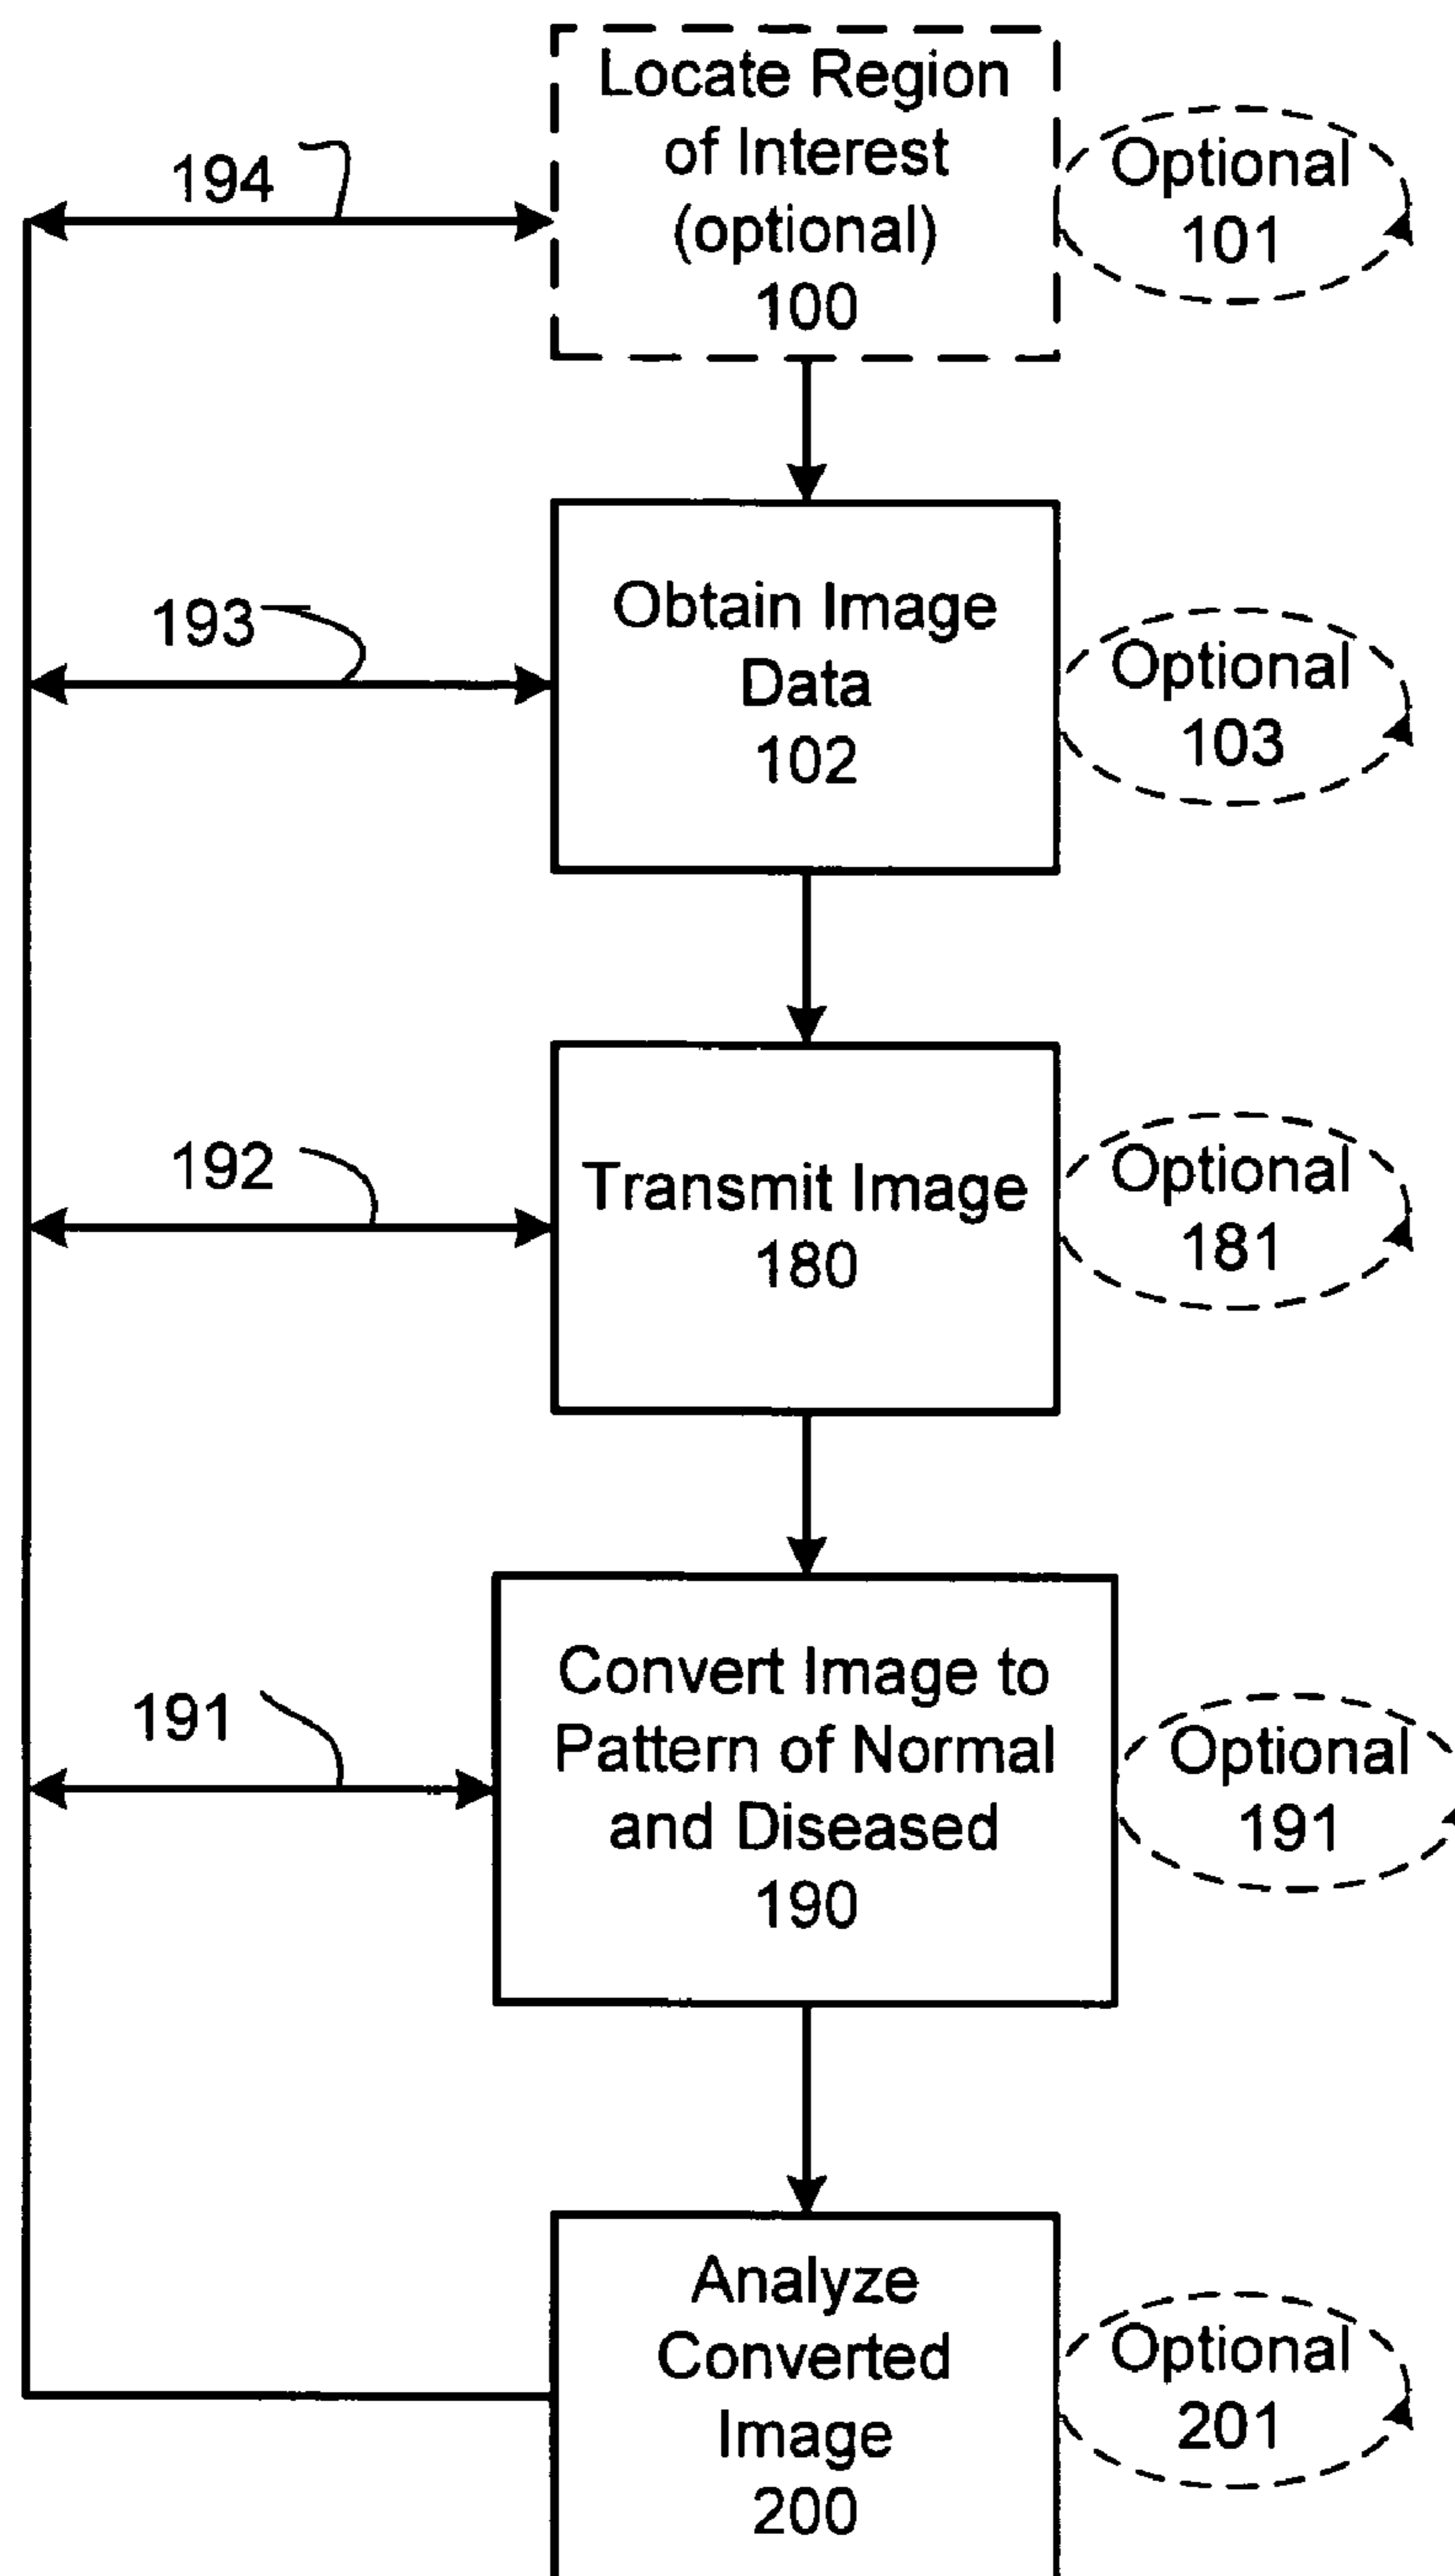 Locate Region
of Interest
(optional)
100
Optional
101
194
Obtain Image
Data
102
Optional
103
193
Transmit Image
180
Optional
181
192
Convert Image to
Pattern of Normal
and Diseased
190
Optional
191
191
Analyze
Converted
Image
200
Optional
201